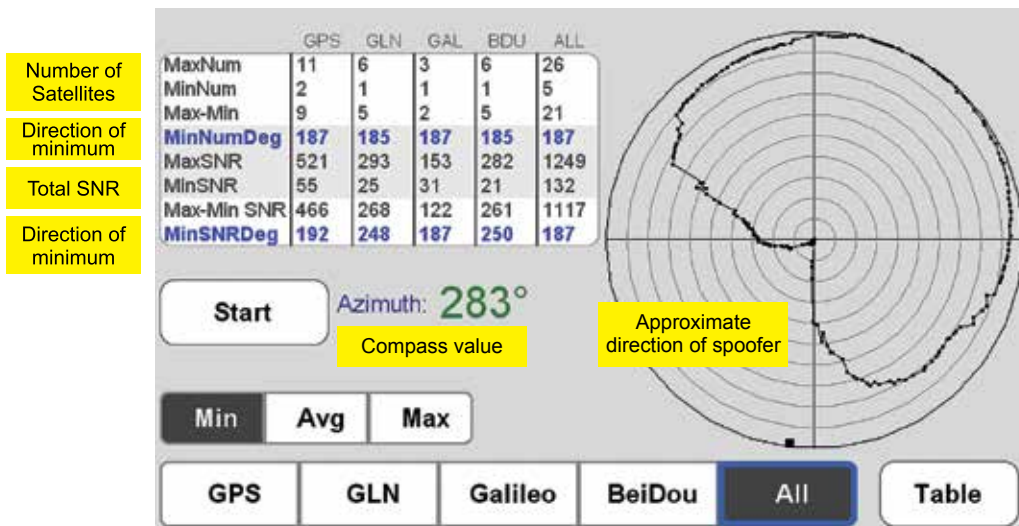 GPS GLN GAL BDU ALL
Number of
Satellites
MaxNum 11 6 3 6 26
MinNum 2 1 1 1 5
Max-Min 9 5 2 5 21
Direction of
minimum
MinNumDeg 187 185 187 185 187
MaxSNR 521 293 153 282 1249
Total SNR
MinSNR 55 25 31 21 132
Max-Min SNR 466 268 122 261 1117
Direction of
minimum
MinSNRDeg 192 248 187 250 187
Start
Azimuth: 283°
Compass value
Approximate
direction of spoofer
Min Avg Max
GPS GLN Galileo BeiDou All Table